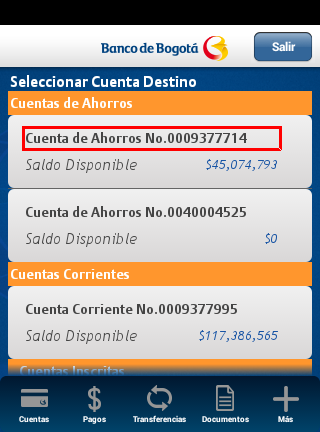 Banco de Bogotá
Salir
Seleccionar Cuenta Destino
Cuentas de Ahorros
Cuenta de Ahorros No.0009377714
Saldo Disponible $45,074,793
Cuenta de Ahorros No.0040004525
Saldo Disponible $0
Cuentas Corrientes
Cuenta Corriente No.0009377995
Saldo Disponible $117,386,565
Cuentas Inscritas
Cuentas Pagos Transferencias Documentos Más